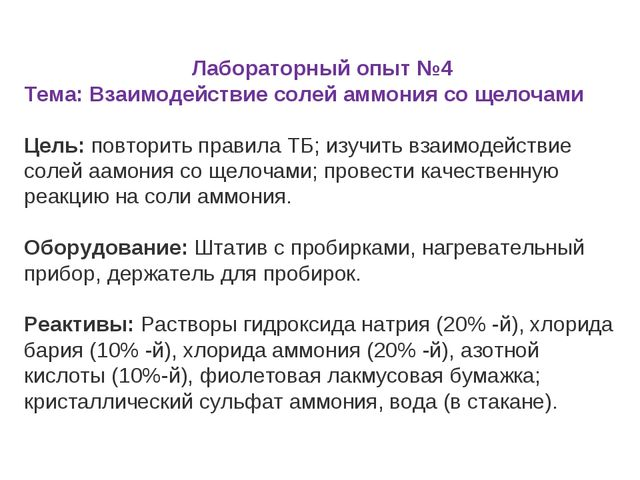 Лабораторный опыт №4
Тема: Взаимодействие солей аммония со щелочами
Цель: повторить правила ТБ; изучить взаимодействие
солей аамония со щелочами; провести качественную
реакцию на соли аммония.
Оборудование: Штатив с пробирками, нагревательный
прибор, держатель для пробирок.
Реактивы: Растворы гидроксида натрия (20% -й), хлорида
бария (10% -й), хлорида аммония (20% -й), азотной
кислоты (10%-й), фиолетовая лакмусовая бумажка;
кристаллический сульфат аммония, вода (в стакане).